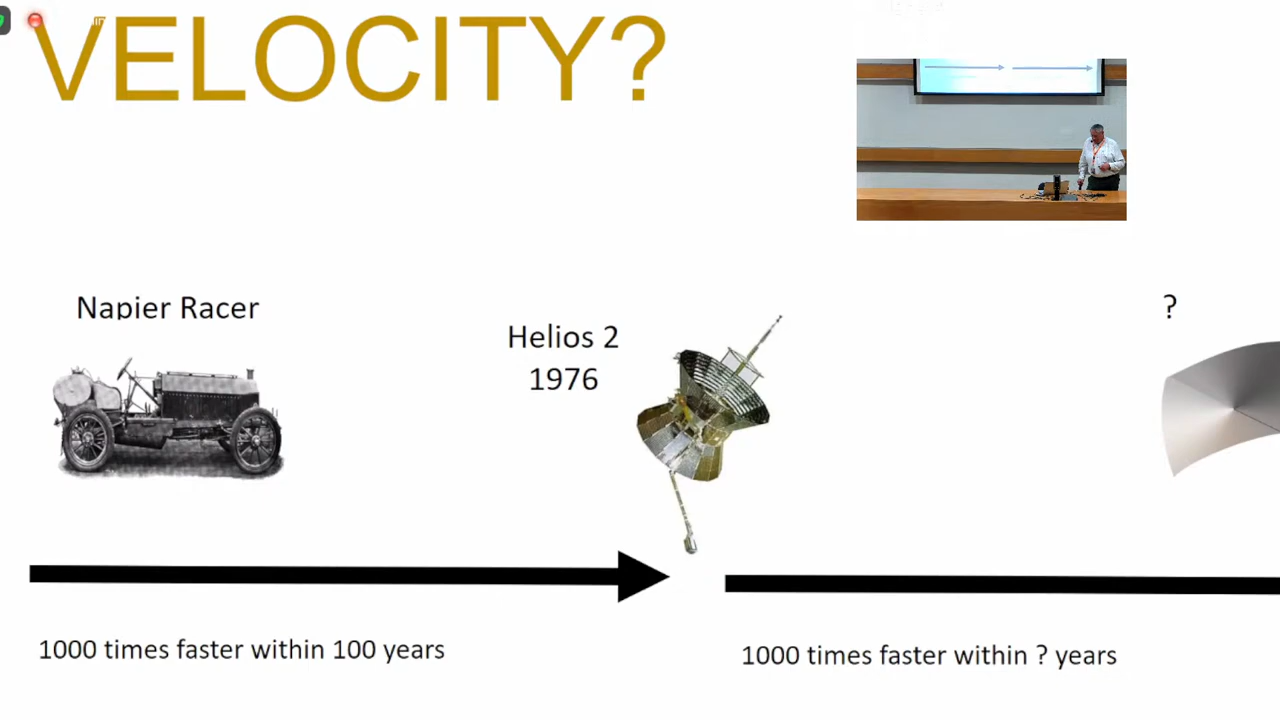 VELOCITY?
Napier Racer
Helios 2
1976
?
1000 times faster within 100 years
1000 times faster within ? years